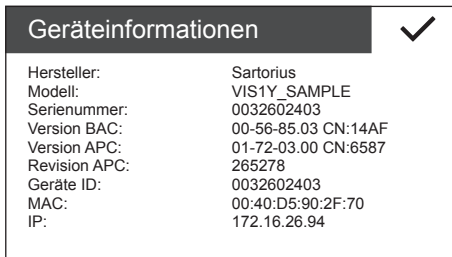 Geräteinformationen
Hersteller: Sartorius
Modell: VIS1Y_SAMPLE
Serienummer: 0032602403
Version BAC: 00-56-85.03 CN:14AF
Version APC: 01-72-03.00 CN:6587
Revision APC: 265278
Geräte ID: 0032602403
MAC: 00:40:D5:90:2F:70
IP: 172.16.26.94